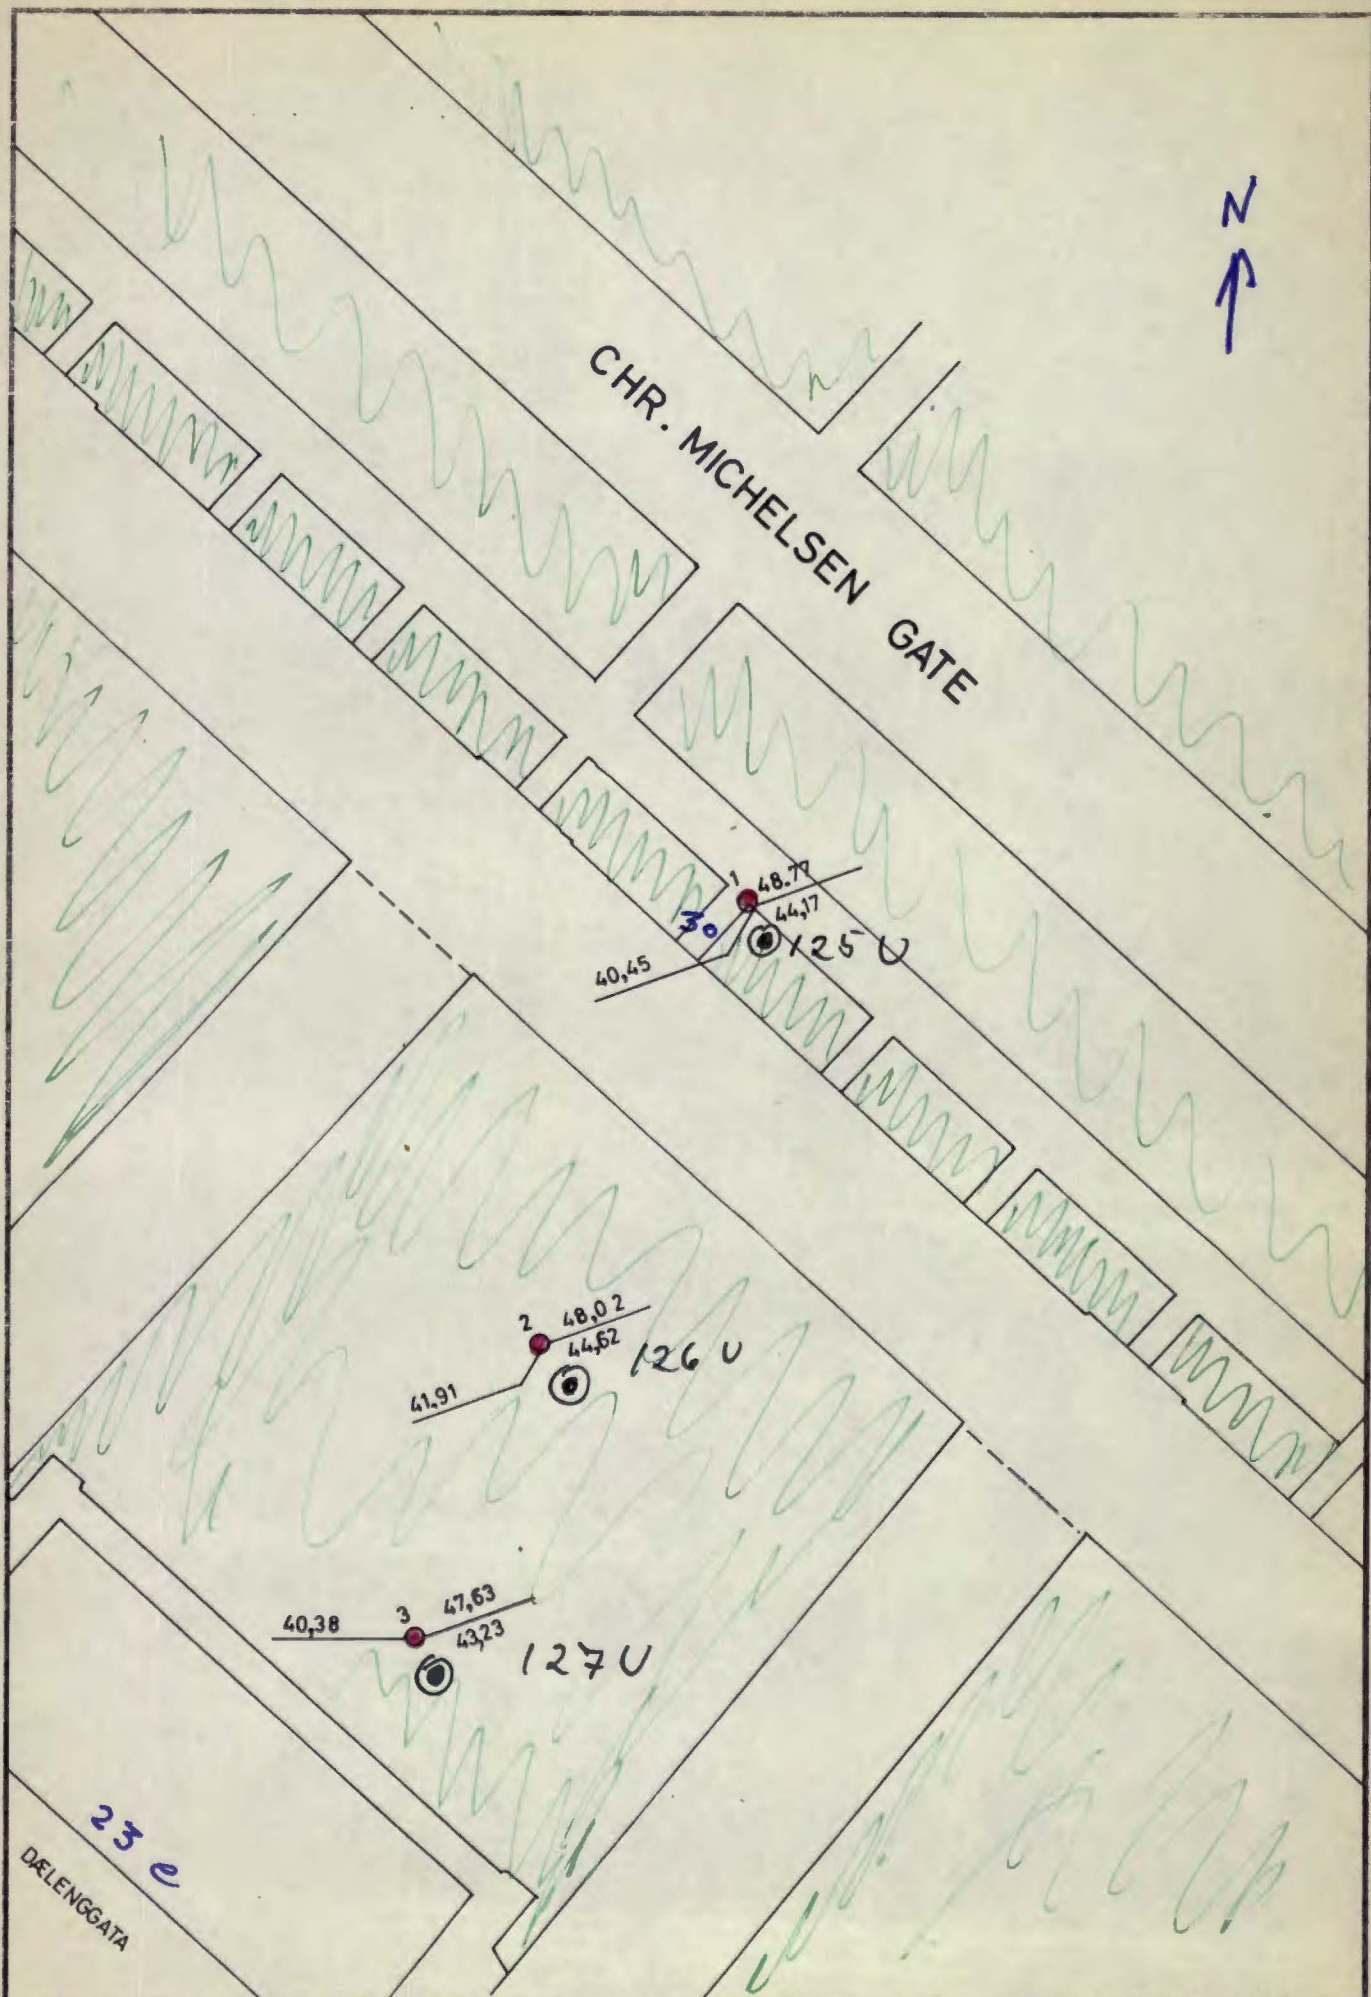 N
CHR. MICHELSEN GATE
1
48.77
44,17
30
125 U
40,45
2
48,02
44,62
126 U
41.91
3
47,63
43,23
40,38
127 U
23 e
DÆLENGGATA